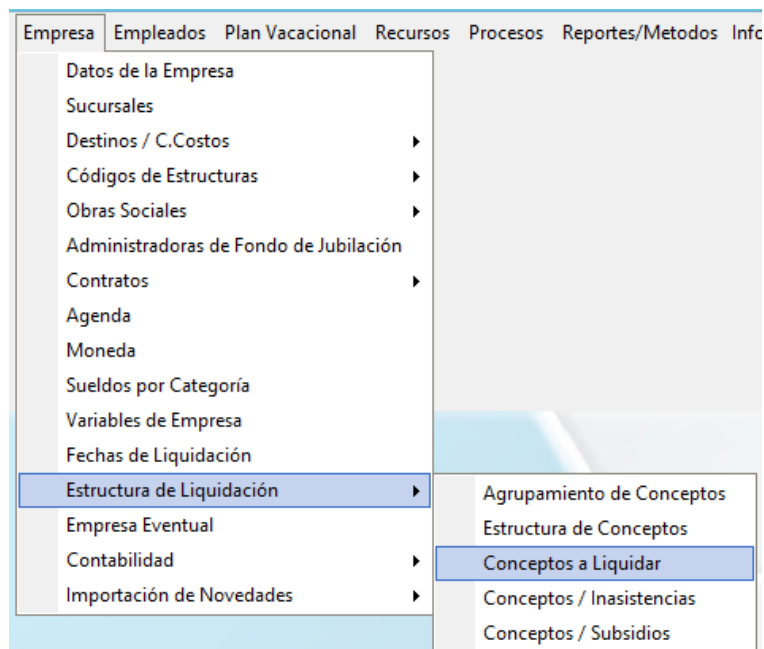 Empresa Empleados Plan Vacacional Recursos Procesos Reportes/Metodos Info
Datos de la Empresa
Sucursales
Destinos / C.Costos
Códigos de Estructuras
Obras Sociales
Administradoras de Fondo de Jubilación
Contratos
Agenda
Moneda
Sueldos por Categoría
Variables de Empresa
Fechas de Liquidación
Estructura de Liquidación
Empresa Eventual
Contabilidad
Importación de Novedades
Agrupamiento de Conceptos
Estructura de Conceptos
Conceptos a Liquidar
Conceptos / Inasistencias
Conceptos / Subsidios